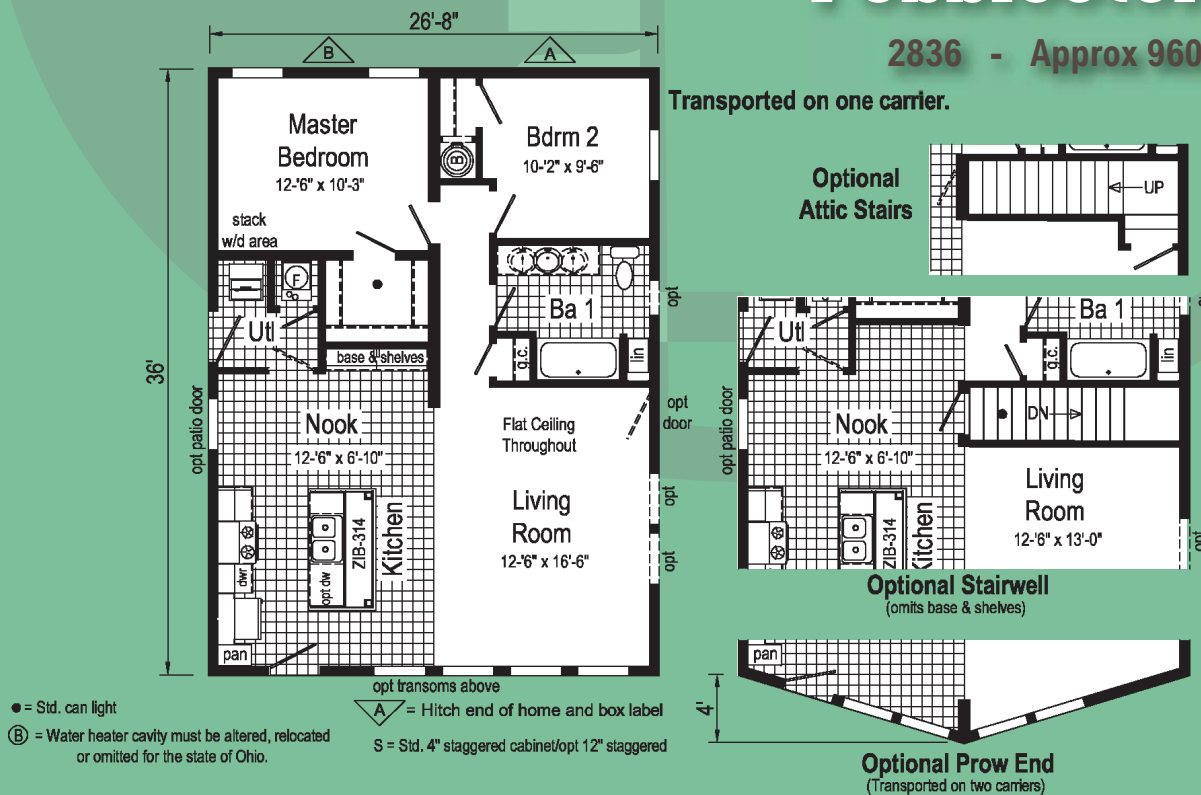 2836 - Approx 960
26'-8"
B
A
Transported on one carrier.
Master
Bedroom
12-'6" x 10'-3"
Bdrm 2
10-'2" x 9'-6"
B
stack
w/d area
F
Utl
Ba 1
opt
base & shelves
g.c.
lin
36'
opt patio door
Nook
12-'6" x 6'-10"
Flat Ceiling
Throughout
opt
door
Living
Room
12-'6" x 16'-6"
opt
opt
Kitchen
ZIB-314
opt dw
dwr
pan
opt transoms above
Optional
Attic Stairs
UP
Utl
Ba 1
g.c.
lin
opt patio door
Nook
12-'6" x 6'-10"
DN
Living
Room
12-'6" x 13'-0"
opt
ZIB-314
Kitchen
Optional Stairwell
(omits base & shelves)
pan
4'
Optional Prow End
(Transported on two carriers)
● = Std. can light
B = Water heater cavity must be altered, relocated
or omitted for the state of Ohio.
A = Hitch end of home and box label
S = Std. 4" staggered cabinet/opt 12" staggered